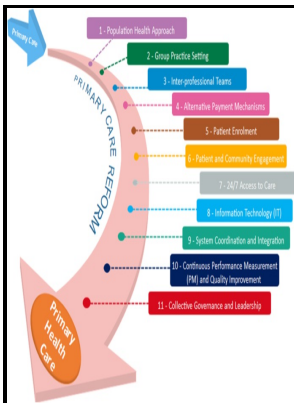 Primary Care
1 - Population Health Approach
2 - Group Practice Setting
3 - Inter-professional Teams
4 - Alternative Payment Mechanisms
5 - Patient Enrolment
6 - Patient and Community Engagement
7 - 24/7 Access to Care
8 - Information Technology (IT)
9 - System Coordination and Integration
10 - Continuous Performance Measurement
(PM) and Quality Improvement
11 - Collective Governance and Leadership
PRIMARY CARE REFORM
Primary
Health
Care